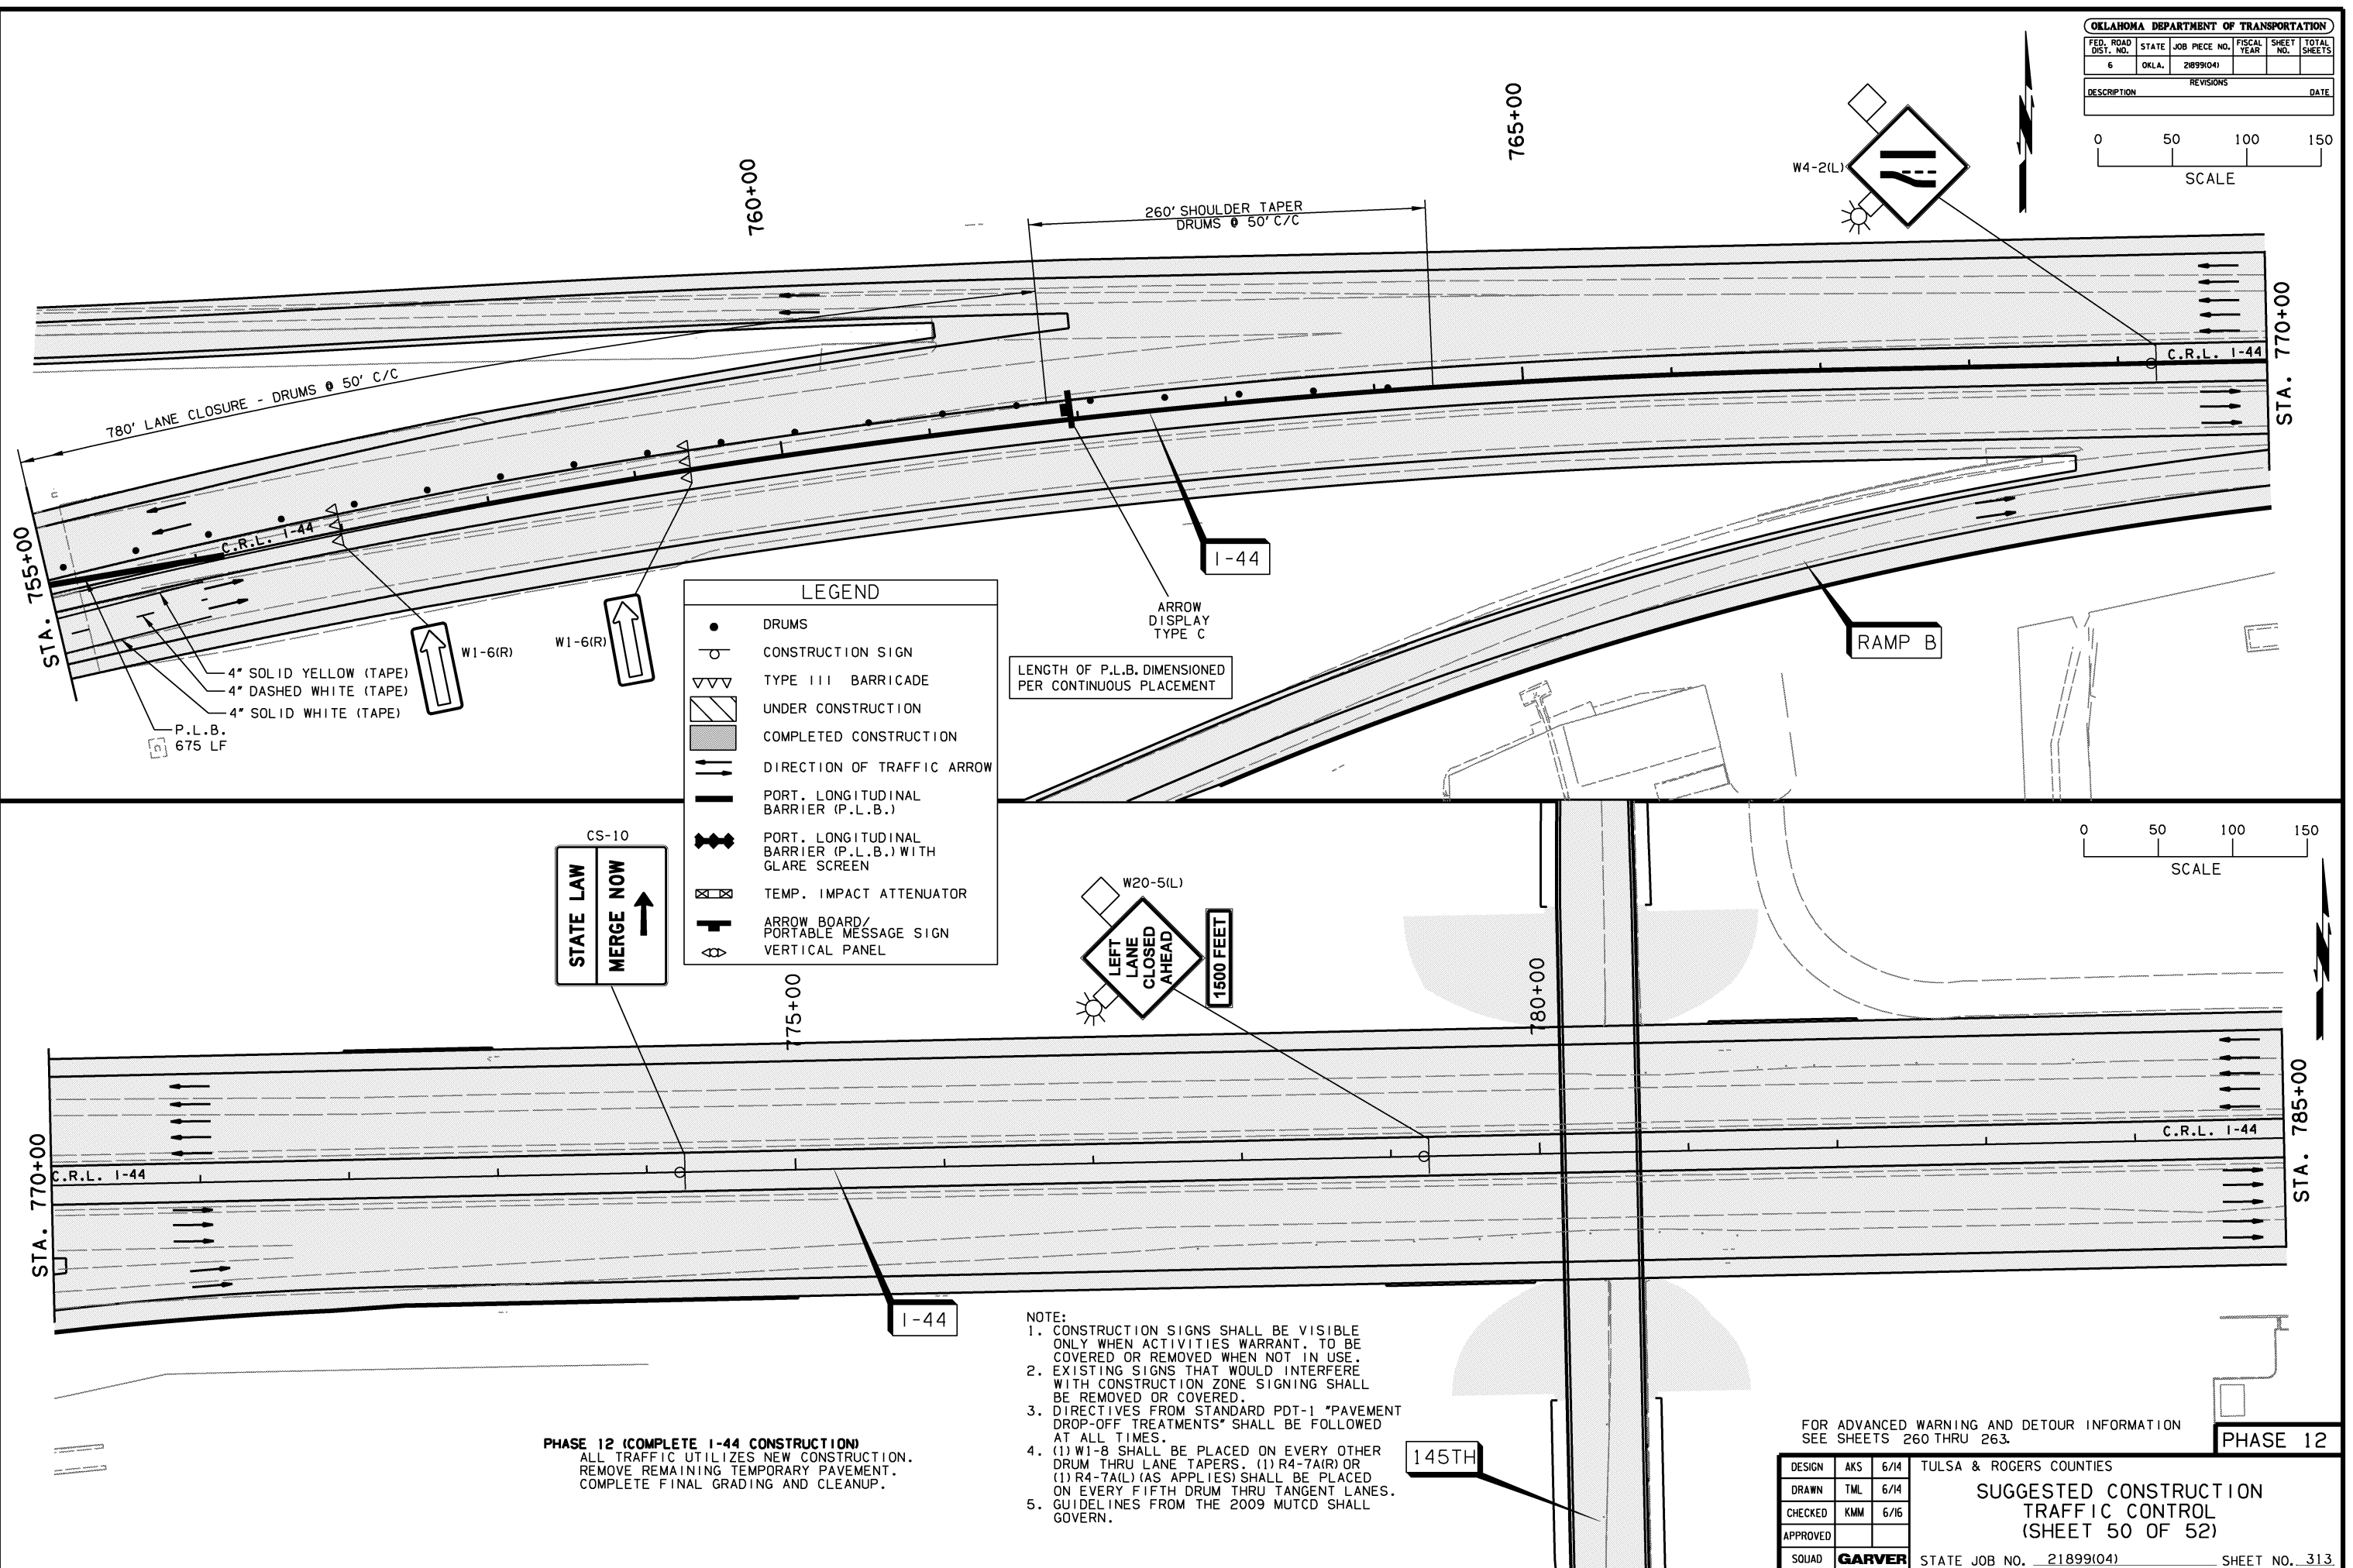 OKLAHOMA DEPARTMENT OF TRANSPORTATION
FED. ROAD DIST. NO.
STATE
JOB PIECE NO.
FISCAL YEAR
SHEET NO.
TOTAL SHEETS
6
OKLA.
21899(04)
REVISIONS
DESCRIPTION
DATE
0 50 100 150
SCALE
760+00
765+00
W4-2(L)
260' SHOULDER TAPER
DRUMS @ 50' C/C
780' LANE CLOSURE - DRUMS @ 50' C/C
C.R.L. I-44
STA. 770+00
C.R.L. I-44
STA. 755+00
I-44
ARROW
DISPLAY
TYPE C
RAMP B
W1-6(R)
W1-6(R)
4" SOLID YELLOW (TAPE)
4" DASHED WHITE (TAPE)
4" SOLID WHITE (TAPE)
P.L.B.
675 LF
LENGTH OF P.L.B. DIMENSIONED
PER CONTINUOUS PLACEMENT
LEGEND
DRUMS
CONSTRUCTION SIGN
TYPE III BARRICADE
UNDER CONSTRUCTION
COMPLETED CONSTRUCTION
DIRECTION OF TRAFFIC ARROW
PORT. LONGITUDINAL
BARRIER (P.L.B.)
PORT. LONGITUDINAL
BARRIER (P.L.B.) WITH
GLARE SCREEN
TEMP. IMPACT ATTENUATOR
ARROW BOARD/
PORTABLE MESSAGE SIGN
VERTICAL PANEL
CS-10
STATE LAW
MERGE NOW
W20-5(L)
LEFT
LANE
CLOSED
AHEAD
1500 FEET
0 50 100 150
SCALE
775+00
780+00
STA. 770+00
C.R.L. I-44
C.R.L. I-44
STA. 785+00
I-44
145TH
NOTE:
1. CONSTRUCTION SIGNS SHALL BE VISIBLE
ONLY WHEN ACTIVITIES WARRANT. TO BE
COVERED OR REMOVED WHEN NOT IN USE.
2. EXISTING SIGNS THAT WOULD INTERFERE
WITH CONSTRUCTION ZONE SIGNING SHALL
BE REMOVED OR COVERED.
3. DIRECTIVES FROM STANDARD PDT-1 "PAVEMENT
DROP-OFF TREATMENTS" SHALL BE FOLLOWED
AT ALL TIMES.
4. (1) W1-8 SHALL BE PLACED ON EVERY OTHER
DRUM THRU LANE TAPERS. (1) R4-7A(R) OR
(1) R4-7A(L) (AS APPLIES) SHALL BE PLACED
ON EVERY FIFTH DRUM THRU TANGENT LANES.
5. GUIDELINES FROM THE 2009 MUTCD SHALL
GOVERN.
PHASE 12 (COMPLETE I-44 CONSTRUCTION)
ALL TRAFFIC UTILIZES NEW CONSTRUCTION.
REMOVE REMAINING TEMPORARY PAVEMENT.
COMPLETE FINAL GRADING AND CLEANUP.
FOR ADVANCED WARNING AND DETOUR INFORMATION
SEE SHEETS 260 THRU 263.
PHASE 12
DESIGN AKS 6/14
DRAWN TML 6/14
CHECKED KMM 6/16
APPROVED
SQUAD GARVER
TULSA & ROGERS COUNTIES
SUGGESTED CONSTRUCTION
TRAFFIC CONTROL
(SHEET 50 OF 52)
STATE JOB NO. 21899(04) SHEET NO. 313